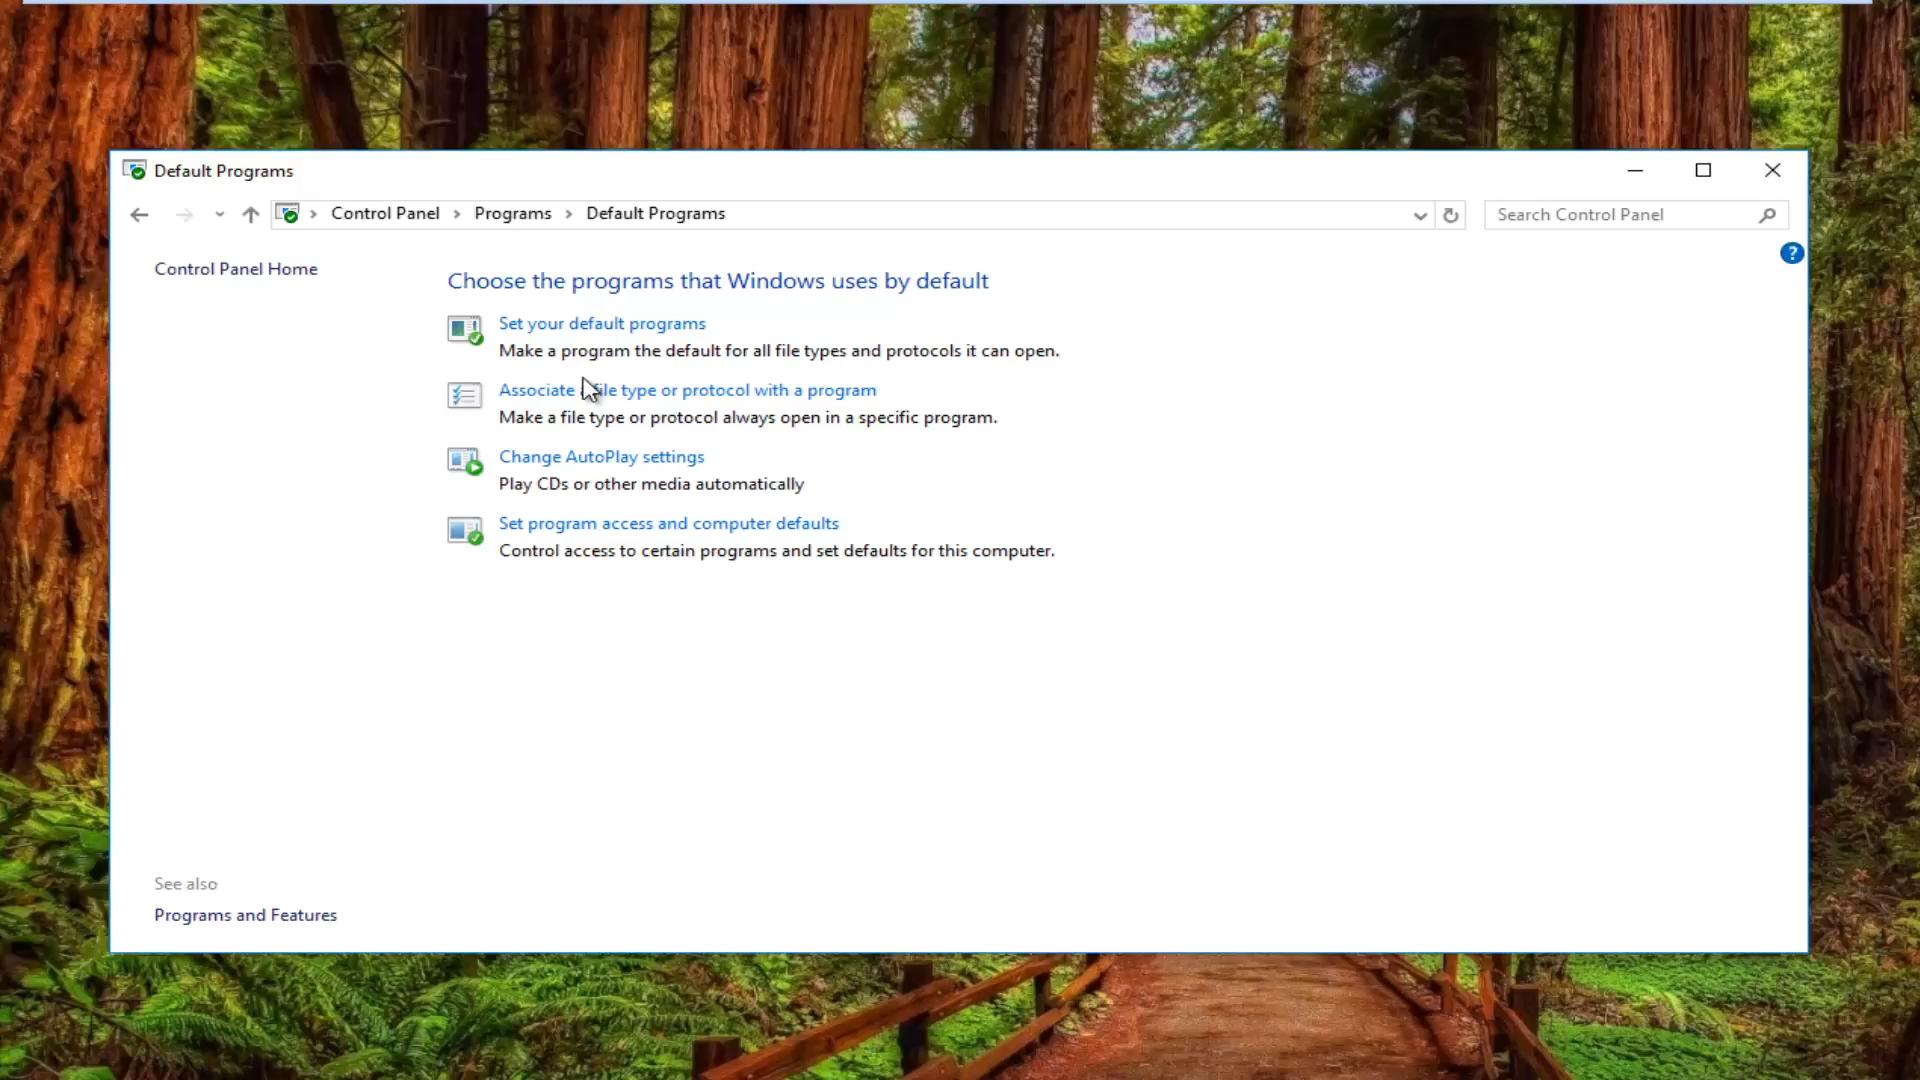 Default Programs
Control Panel > Programs > Default Programs
Search Control Panel
?
Control Panel Home
Choose the programs that Windows uses by default
Set your default programs
Make a program the default for all file types and protocols it can open.
Associate file type or protocol with a program
Make a file type or protocol always open in a specific program.
Change AutoPlay settings
Play CDs or other media automatically
Set program access and computer defaults
Control access to certain programs and set defaults for this computer.
See also
Programs and Features